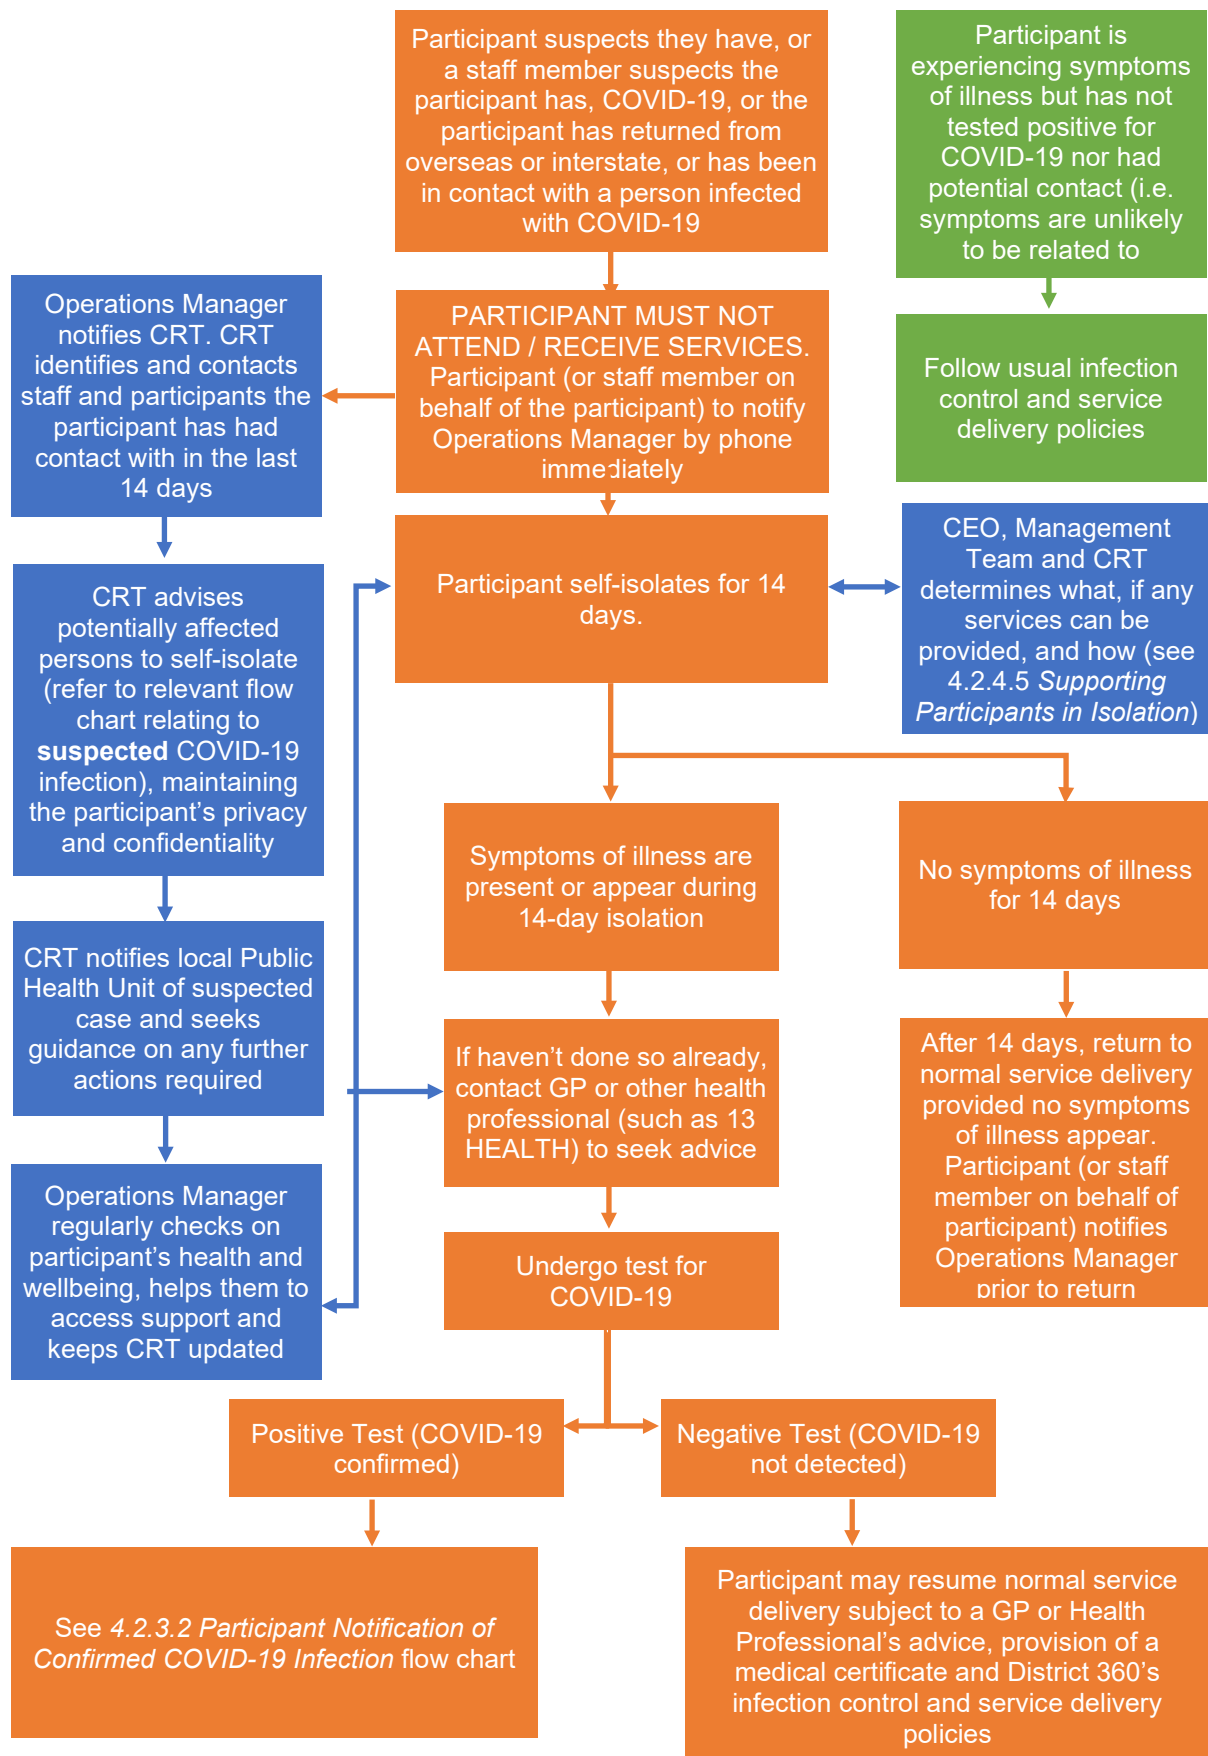 Participant suspects they have, or
a staff member suspects the
participant has, COVID-19, or the
participant has returned from
overseas or interstate, or has been
in contact with a person infected
with COVID-19
Participant is
experiencing symptoms
of illness but has not
tested positive for
COVID-19 nor had
potential contact (i.e.
symptoms are unlikely
to be related to
Operations Manager
notifies CRT. CRT
identifies and contacts
staff and participants the
participant has had
contact with in the last
14 days
PARTICIPANT MUST NOT
ATTEND / RECEIVE SERVICES.
Participant (or staff member on
behalf of the participant) to notify
Operations Manager by phone
immediately
Follow usual infection
control and service
delivery policies
Participant self-isolates for 14
days.
CEO, Management
Team and CRT
determines what, if any
services can be
provided, and how (see
4.2.4.5 Supporting
Participants in Isolation)
CRT advises
potentially affected
persons to self-isolate
(refer to relevant flow
chart relating to
suspected COVID-19
infection), maintaining
the participant’s privacy
and confidentiality
Symptoms of illness are
present or appear during
14-day isolation
No symptoms of illness
for 14 days
CRT notifies local Public
Health Unit of suspected
case and seeks
guidance on any further
actions required
If haven’t done so already,
contact GP or other health
professional (such as 13
HEALTH) to seek advice
After 14 days, return to
normal service delivery
provided no symptoms
of illness appear.
Participant (or staff
member on behalf of
participant) notifies
Operations Manager
prior to return
Operations Manager
regularly checks on
participant’s health and
wellbeing, helps them to
access support and
keeps CRT updated
Undergo test for
COVID-19
Positive Test (COVID-19
confirmed)
Negative Test (COVID-19
not detected)
See 4.2.3.2 Participant Notification of
Confirmed COVID-19 Infection flow chart
Participant may resume normal service
delivery subject to a GP or Health
Professional’s advice, provision of a
medical certificate and District 360’s
infection control and service delivery
policies